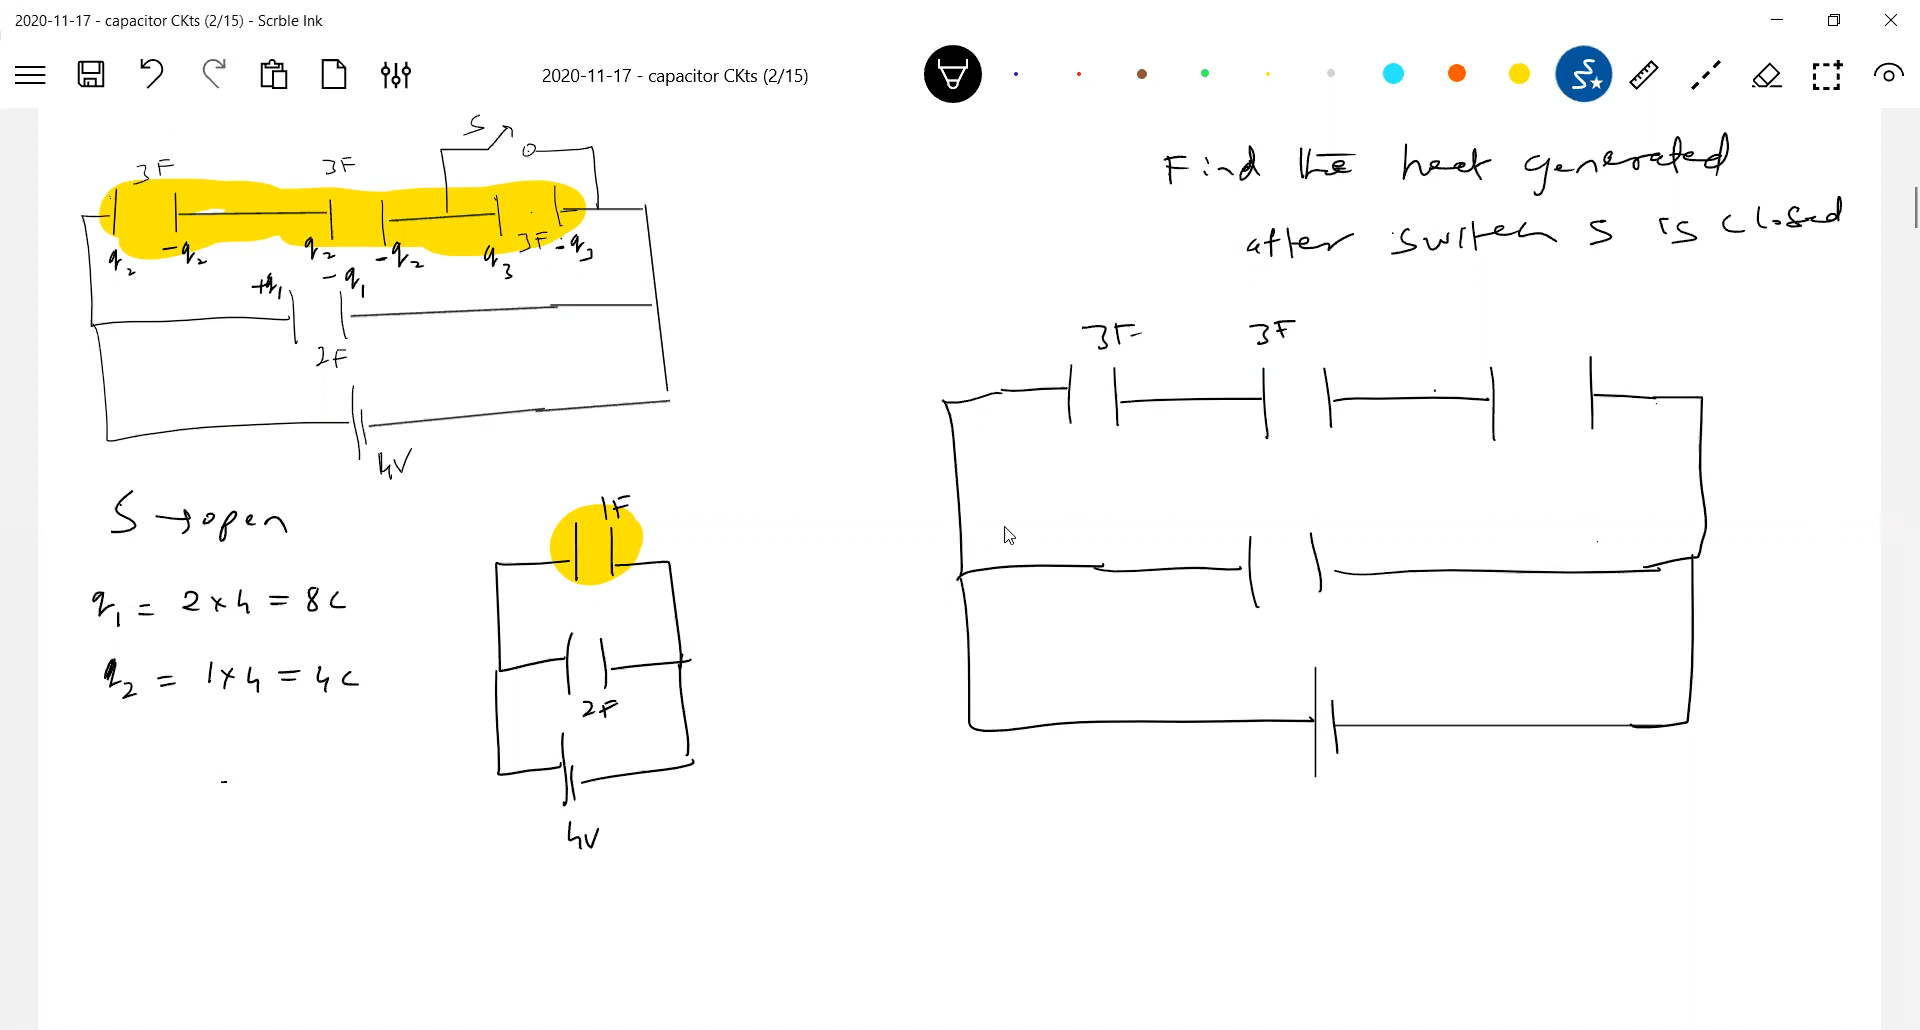 2020-11-17 - capacitor CKts (2/15) - Scrble Ink
2020-11-17 - capacitor CKts (2/15)
S
3F
3F
3F
q2
-q2
q2
-q2
q3
-q3
+q1
-q1
2F
4V
S → open
q1 = 2 x 4 = 8C
q2 = 1 x 4 = 4C
1F
2F
4V
Find the heat generated
after switch S is closed
3F
3F